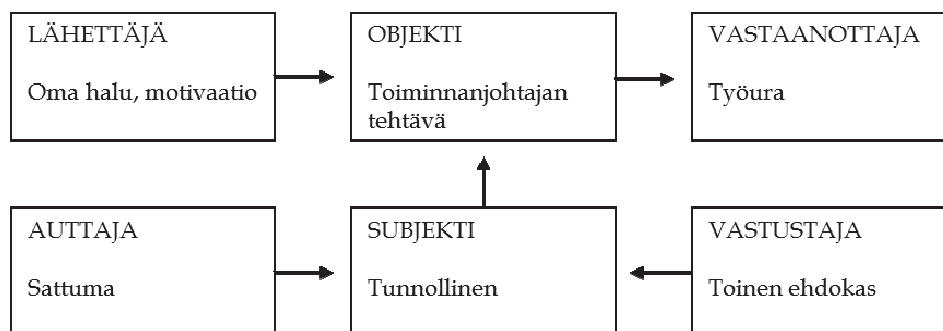 LÄHETTÄJÄ
Oma halu, motivaatio
OBJEKTI
Toiminnanjohtajan
tehtävä
VASTAANOTTAJA
Työura
AUTTAJA
Sattuma
SUBJEKTI
Tunnollinen
VASTUSTAJA
Toinen ehdokas